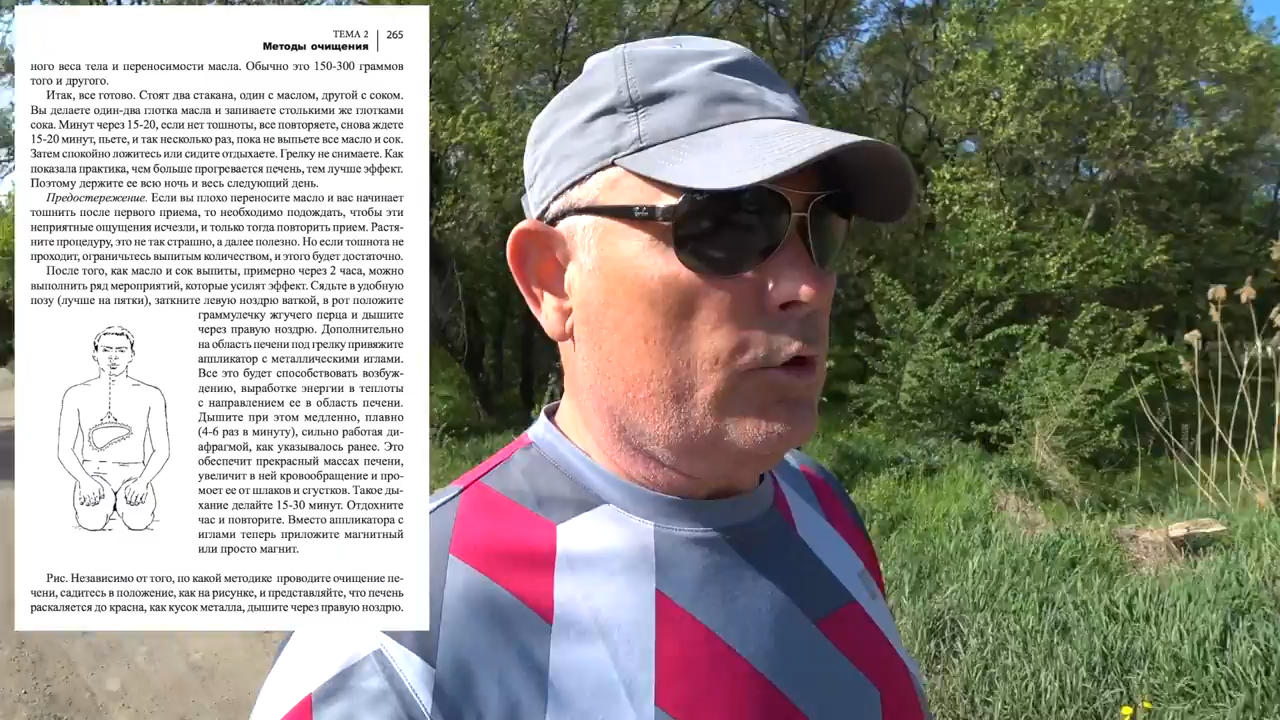 ТЕМА 2
265
Методы очищения
ного веса тела и переносимости масла. Обычно это 150-300 граммов
того и другого.
Итак, все готово. Стоят два стакана, один с маслом, другой с соком.
Вы делаете один-два глотка масла и запиваете столькими же глотками
сока. Минут через 15-20, если нет тошноты, все повторяете, снова ждете
15-20 минут, пьете, и так несколько раз, пока не выпьете все масло и сок.
Затем спокойно ложитесь или сидите отдыхаете. Грелку не снимаете. Как
показала практика, чем больше прогревается печень, тем лучше эффект.
Поэтому держите ее всю ночь и весь следующий день.
Предостережение. Если вы плохо переносите масло и вас начинает
тошнить после первого приема, то необходимо подождать, чтобы эти
неприятные ощущения исчезли, и только тогда повторить прием. Растя-
ните процедуру, это не так страшно, а далее полезно. Но если тошнота не
проходит, ограничьтесь выпитым количеством, и этого будет достаточно.
После того, как масло и сок выпиты, примерно через 2 часа, можно
выполнить ряд мероприятий, которые усилят эффект. Сядьте в удобную
позу (лучше на пятки), заткните левую ноздрю ваткой, в рот положите
граммулечку жгучего перца и дышите
через правую ноздрю. Дополнительно
на область печени под грелку привяжите
аппликатор с металлическими иглами.
Все это будет способствовать возбуж-
дению, выработке энергии в теплоты
с направлением ее в область печени.
Дышите при этом медленно, плавно
(4-6 раз в минуту), сильно работая ди-
афрагмой, как указывалось ранее. Это
обеспечит прекрасный массах печени,
увеличит в ней кровообращение и про-
моет ее от шлаков и сгустков. Такое ды-
хание делайте 15-30 минут. Отдохните
час и повторите. Вместо аппликатора с
иглами теперь приложите магнитный
или просто магнит.
Рис. Независимо от того, по какой методике проводите очищение пе-
чени, садитесь в положение, как на рисунке, и представляйте, что печень
раскаляется до красна, как кусок металла, дышите через правую ноздрю.